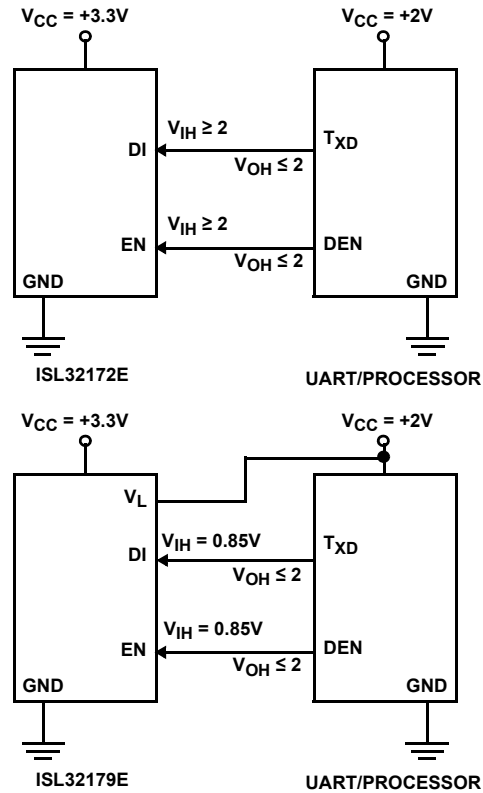 VCC = +3.3V
VCC = +2V
DI
VIH ≥ 2
VOH ≤ 2
TXD
EN
VIH ≥ 2
VOH ≤ 2
DEN
GND
GND
ISL32172E
UART/PROCESSOR
VCC = +3.3V
VCC = +2V
VL
DI
VIH = 0.85V
VOH ≤ 2
TXD
EN
VIH = 0.85V
VOH ≤ 2
DEN
GND
GND
ISL32179E
UART/PROCESSOR